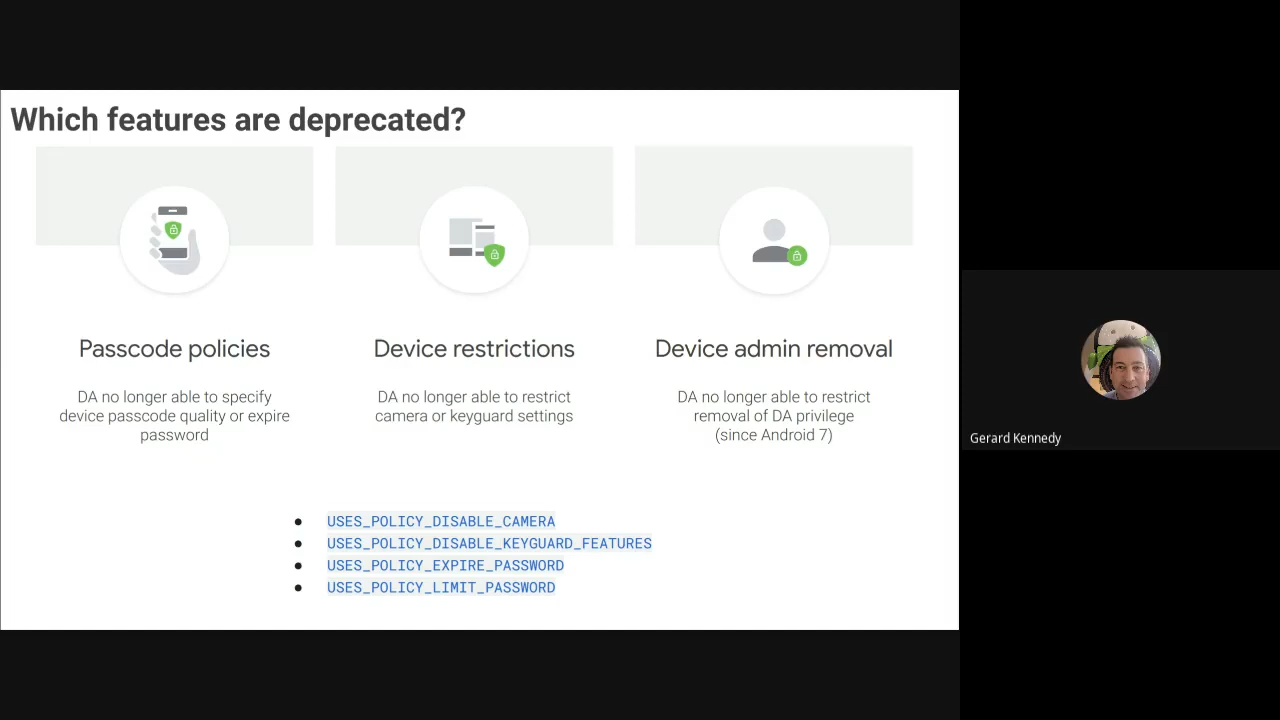 Which features are deprecated?
Passcode policies
DA no longer able to specify
device passcode quality or expire
password
Device restrictions
DA no longer able to restrict
camera or keyguard settings
Device admin removal
DA no longer able to restrict
removal of DA privilege
(since Android 7)
● USES_POLICY_DISABLE_CAMERA
● USES_POLICY_DISABLE_KEYGUARD_FEATURES
● USES_POLICY_EXPIRE_PASSWORD
● USES_POLICY_LIMIT_PASSWORD
Gerard Kennedy